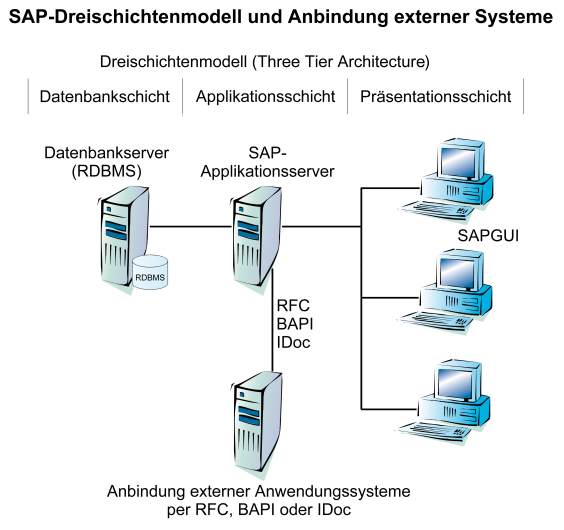 SAP-Dreischichtenmodell und Anbindung externer Systeme
Dreischichtenmodell (Three Tier Architecture)
Datenbankschicht
Applikationsschicht
Präsentationsschicht
Datenbankserver
(RDBMS)
SAP-
Applikationsserver
SAPGUI
RDBMS
RFC
BAPI
IDoc
Anbindung externer Anwendungssysteme
per RFC, BAPI oder IDoc